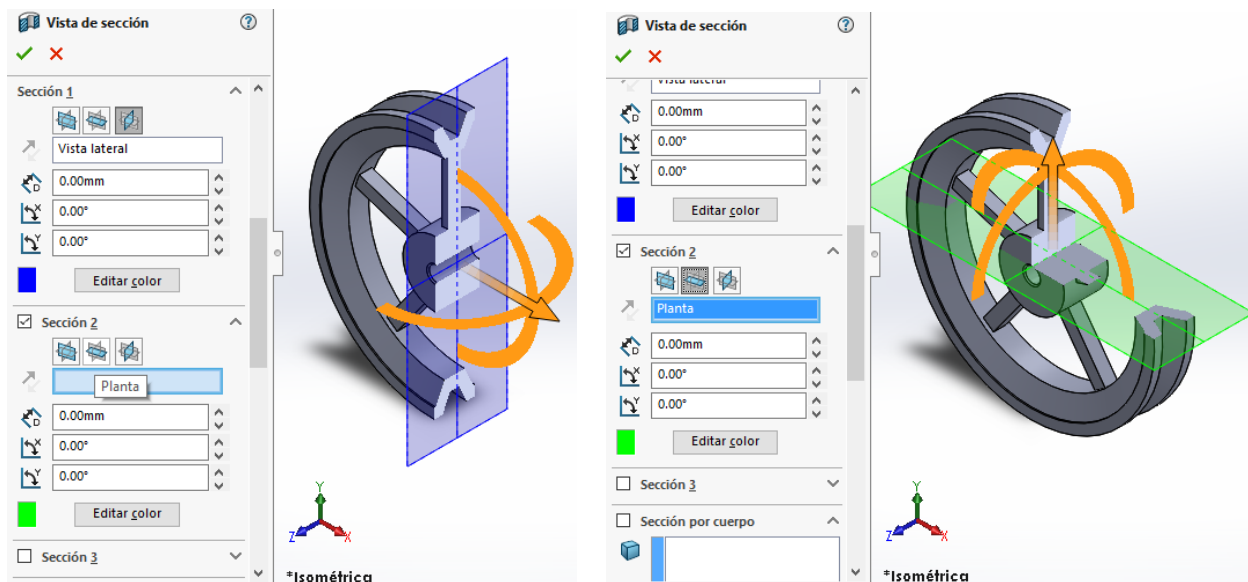 Vista de sección
Sección 1
Vista lateral
D
0.00mm
X
0.00°
Y
0.00°
Editar color
Sección 2
Planta
D
0.00mm
X
0.00°
Y
0.00°
Editar color
Sección 3
Y
Z
X
*Isométrica
Vista de sección
Vista lateral
D
0.00mm
X
0.00°
Y
0.00°
Editar color
Sección 2
Planta
D
0.00mm
X
0.00°
Y
0.00°
Editar color
Sección 3
Sección por cuerpo
Y
Z
X
*Isométrica